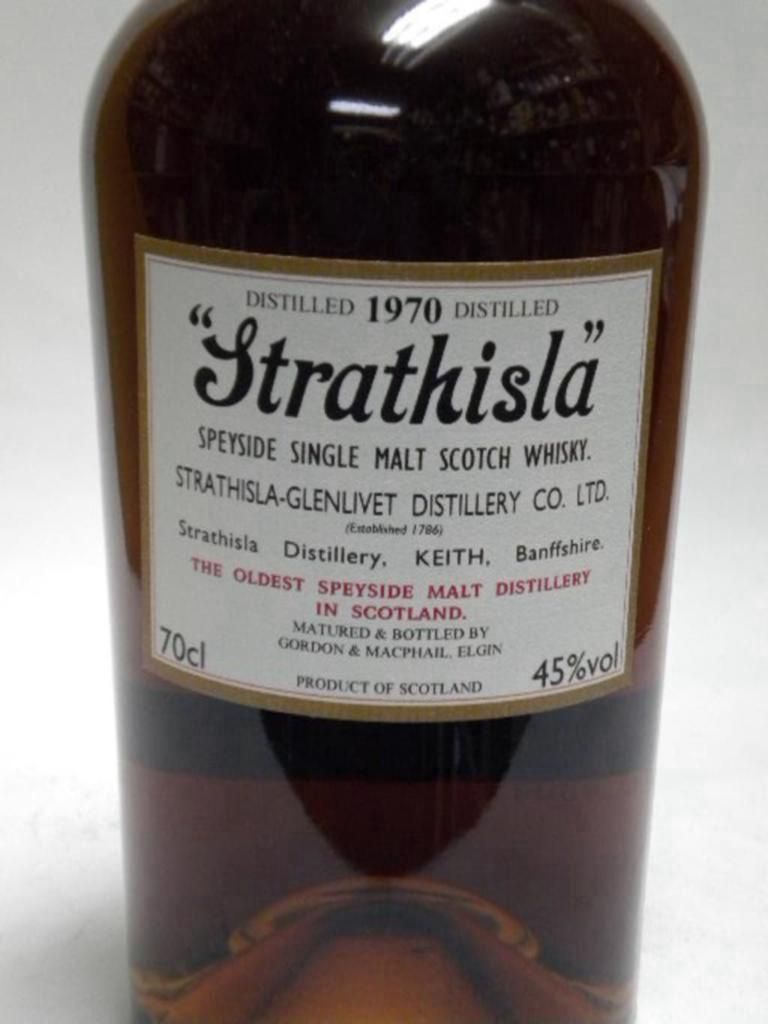 DISTILLED 1970 DISTILLED
"Strathisla"
SPEYSIDE SINGLE MALT SCOTCH WHISKY.
STRATHISLA-GLENLIVET DISTILLERY CO. LTD.
(Established 1786)
Strathisla Distillery, KEITH, Banffshire.
THE OLDEST SPEYSIDE MALT DISTILLERY
IN SCOTLAND.
MATURED & BOTTLED BY
GORDON & MACPHAIL, ELGIN
70cl 45%vol
PRODUCT OF SCOTLAND